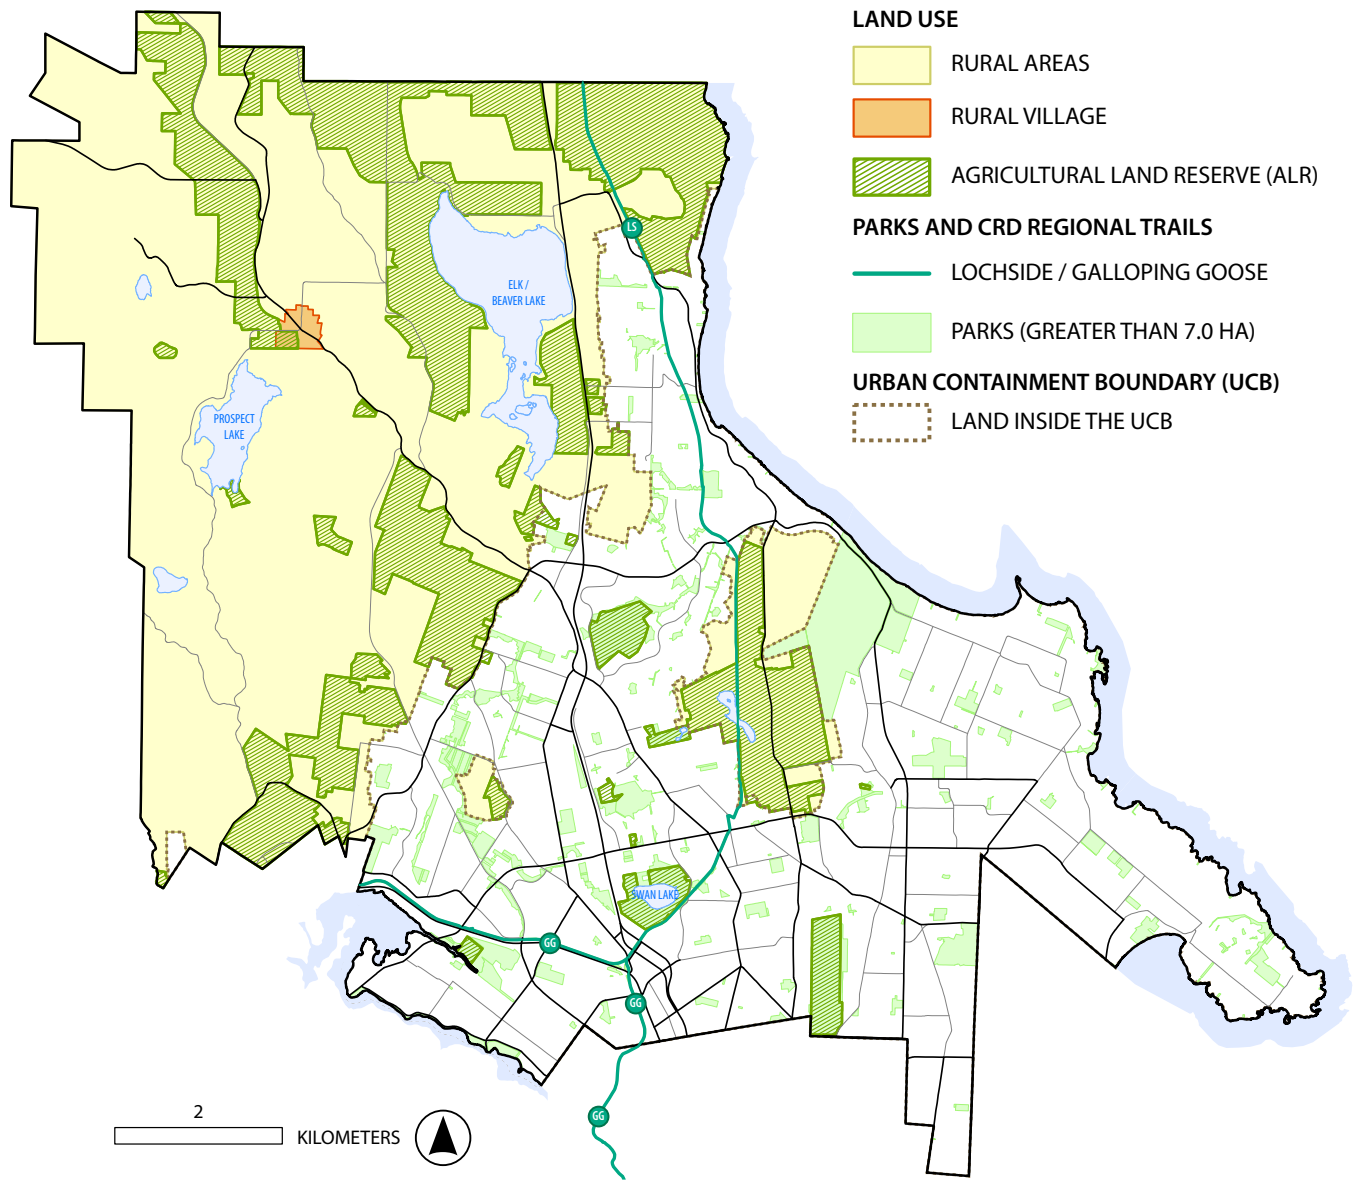 LAND USE
RURAL AREAS
RURAL VILLAGE
AGRICULTURAL LAND RESERVE (ALR)
PARKS AND CRD REGIONAL TRAILS
LOCHSIDE / GALLOPING GOOSE
PARKS (GREATER THAN 7.0 HA)
URBAN CONTAINMENT BOUNDARY (UCB)
LAND INSIDE THE UCB
LS
ELK /
BEAVER LAKE
PROSPECT
LAKE
SWAN LAKE
GG
GG
GG
2
KILOMETERS